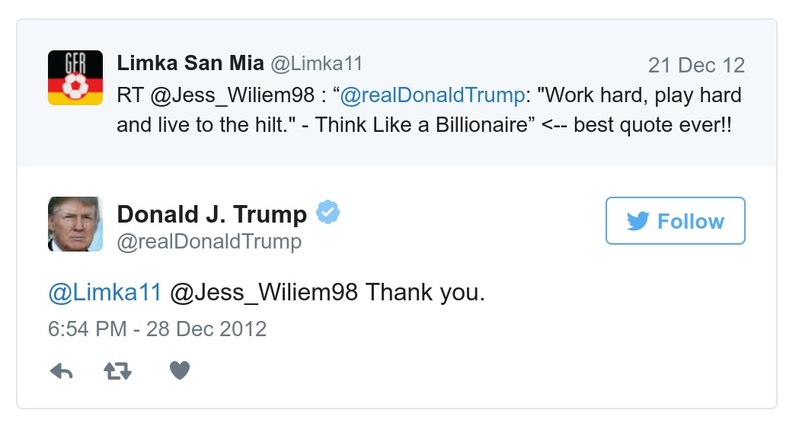 GER
Limka San Mia @Limka11
21 Dec 12
RT @Jess_Wiliem98 : “@realDonaldTrump: "Work hard, play hard
and live to the hilt." - Think Like a Billionaire” <-- best quote ever!!
Donald J. Trump
@realDonaldTrump
Follow
@Limka11 @Jess_Wiliem98 Thank you.
6:54 PM - 28 Dec 2012